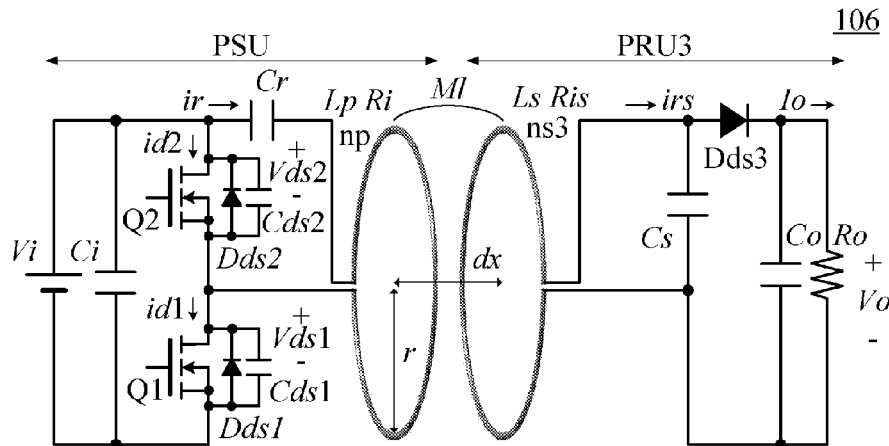 106
PSU
PRU3
Cr
ir
Lp Ri
Ml
Ls Ris
irs
Io
np
ns3
id2
+
Vds2
-
Cds2
Q2
Dds2
Dds3
Vi
Ci
Cs
Co
Ro
+
Vo
-
dx
id1
+
Vds1
-
Cds1
Q1
Dds1
r